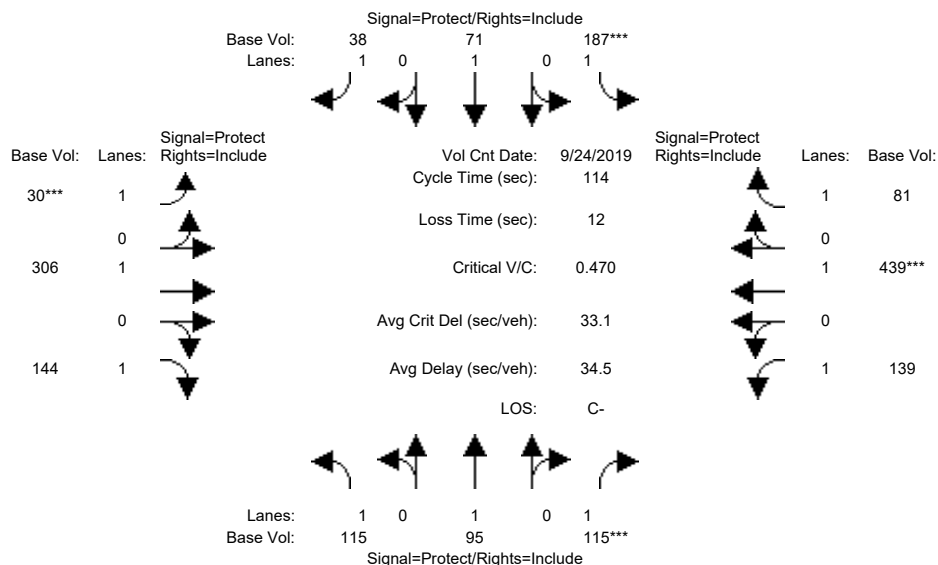 Signal=Protect/Rights=Include
Base Vol: 38 71 187***
Lanes: 1 0 1 0 1
Signal=Protect
Base Vol: Lanes: Rights=Include
Vol Cnt Date: 9/24/2019
Signal=Protect
Rights=Include Lanes: Base Vol:
Cycle Time (sec): 114
30*** 1
1 81
Loss Time (sec): 12
0
0
306 1
Critical V/C: 0.470
1 439***
0
Avg Crit Del (sec/veh): 33.1
0
144 1
Avg Delay (sec/veh): 34.5
1 139
LOS: C-
Lanes: 1 0 1 0 1
Base Vol: 115 95 115***
Signal=Protect/Rights=Include